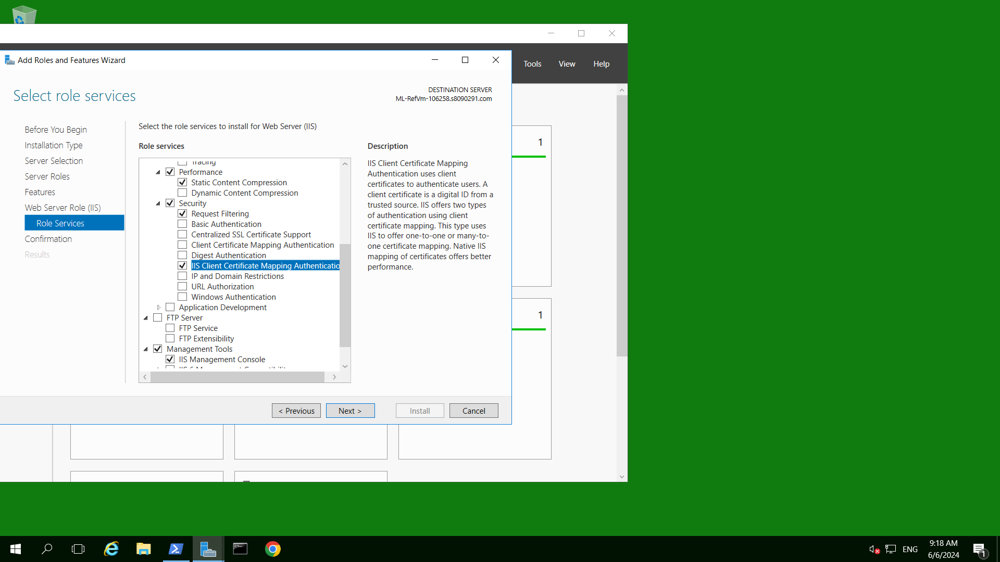 Add Roles and Features Wizard
Tools
View
Help
Select role services
DESTINATION SERVER
ML-RefVm-106258.s8090291.com
Before You Begin
Installation Type
Server Selection
Server Roles
Features
Web Server Role (IIS)
Role Services
Confirmation
Results
Select the role services to install for Web Server (IIS)
Role services
Tracing
Performance
Static Content Compression
Dynamic Content Compression
Security
Request Filtering
Basic Authentication
Centralized SSL Certificate Support
Client Certificate Mapping Authentication
Digest Authentication
IIS Client Certificate Mapping Authenticatio
IP and Domain Restrictions
URL Authorization
Windows Authentication
Application Development
FTP Server
FTP Service
FTP Extensibility
Management Tools
IIS Management Console
Description
IIS Client Certificate Mapping
Authentication uses client
certificates to authenticate users. A
client certificate is a digital ID from a
trusted source. IIS offers two types
of authentication using client
certificate mapping. This type uses
IIS to offer one-to-one or many-to-
one certificate mapping. Native IIS
mapping of certificates offers better
performance.
1
1
< Previous
Next >
Install
Cancel
ENG
9:18 AM
6/6/2024
1